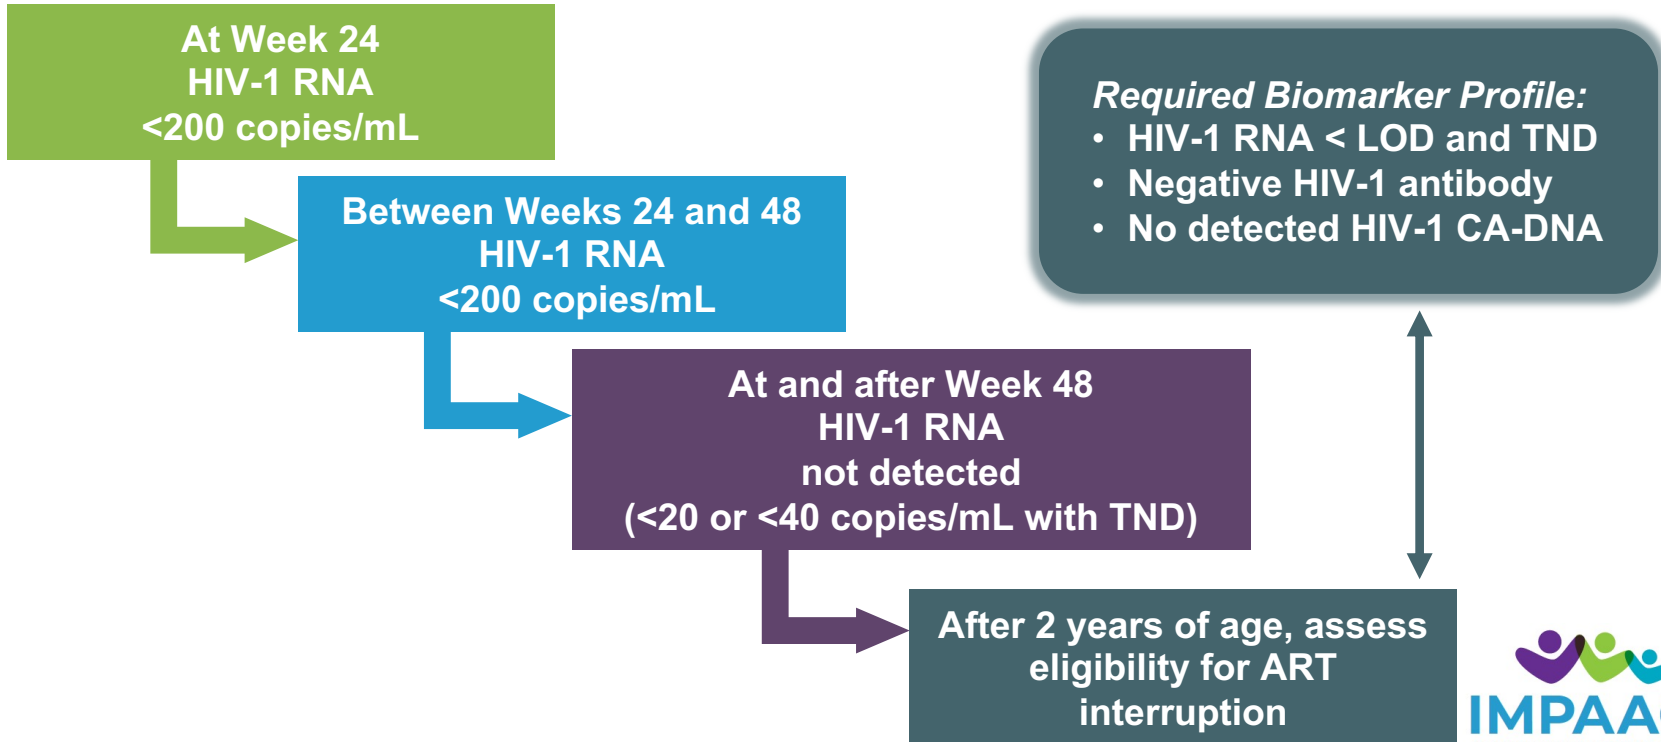 At Week 24
HIV-1 RNA
<200 copies/mL
Between Weeks 24 and 48
HIV-1 RNA
<200 copies/mL
At and after Week 48
HIV-1 RNA
not detected
(<20 or <40 copies/mL with TND)
After 2 years of age, assess
eligibility for ART
interruption
Required Biomarker Profile:
• HIV-1 RNA < LOD and TND
• Negative HIV-1 antibody
• No detected HIV-1 CA-DNA